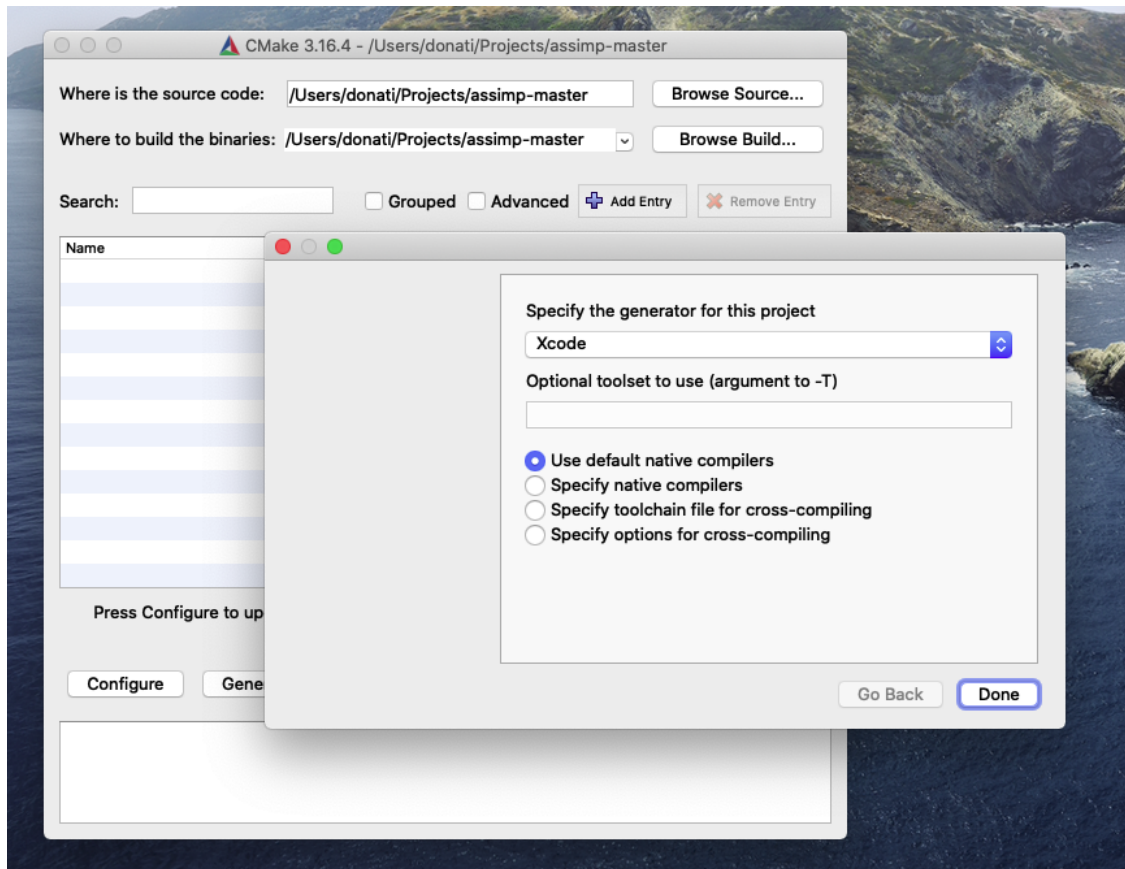 CMake 3.16.4 - /Users/donati/Projects/assimp-master
Where is the source code: /Users/donati/Projects/assimp-master Browse Source...
Where to build the binaries: /Users/donati/Projects/assimp-master Browse Build...
Search: Grouped Advanced Add Entry Remove Entry
Name
Specify the generator for this project
Xcode
Optional toolset to use (argument to -T)
Use default native compilers
Specify native compilers
Specify toolchain file for cross-compiling
Specify options for cross-compiling
Press Configure to up
Configure Gene
Go Back Done